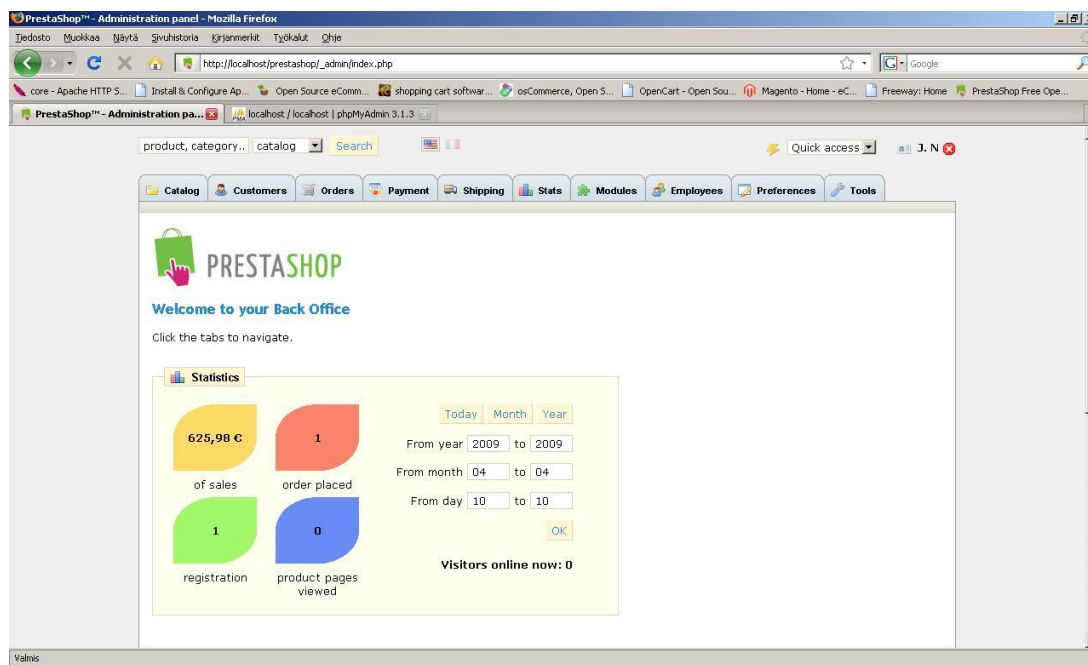 PrestaShop™ - Administration panel - Mozilla Firefox
Tiedosto Muokkaa Näytä Sivuhistoria Kirjanmerkit Työkalut Ohje
http://localhost/prestashop/_admin/index.php Google
core - Apache HTTP S... Install & Configure Ap... Open Source eComm... shopping cart softwar... osCommerce, Open S... OpenCart - Open Sou... Magento - Home - eC... Freeway: Home PrestaShop Free Ope...
PrestaShop™ - Administration pa... localhost / localhost | phpMyAdmin 3.1.3
product, category.. catalog Search Quick access J. N
Catalog Customers Orders Payment Shipping Stats Modules Employees Preferences Tools
PRESTASHOP
Welcome to your Back Office
Click the tabs to navigate.
Statistics
Today Month Year
625,98 € 1
From year 2009 to 2009
From month 04 to 04
of sales order placed
From day 10 to 10
1 0
OK
Visitors online now: 0
registration product pages
viewed
Valmis